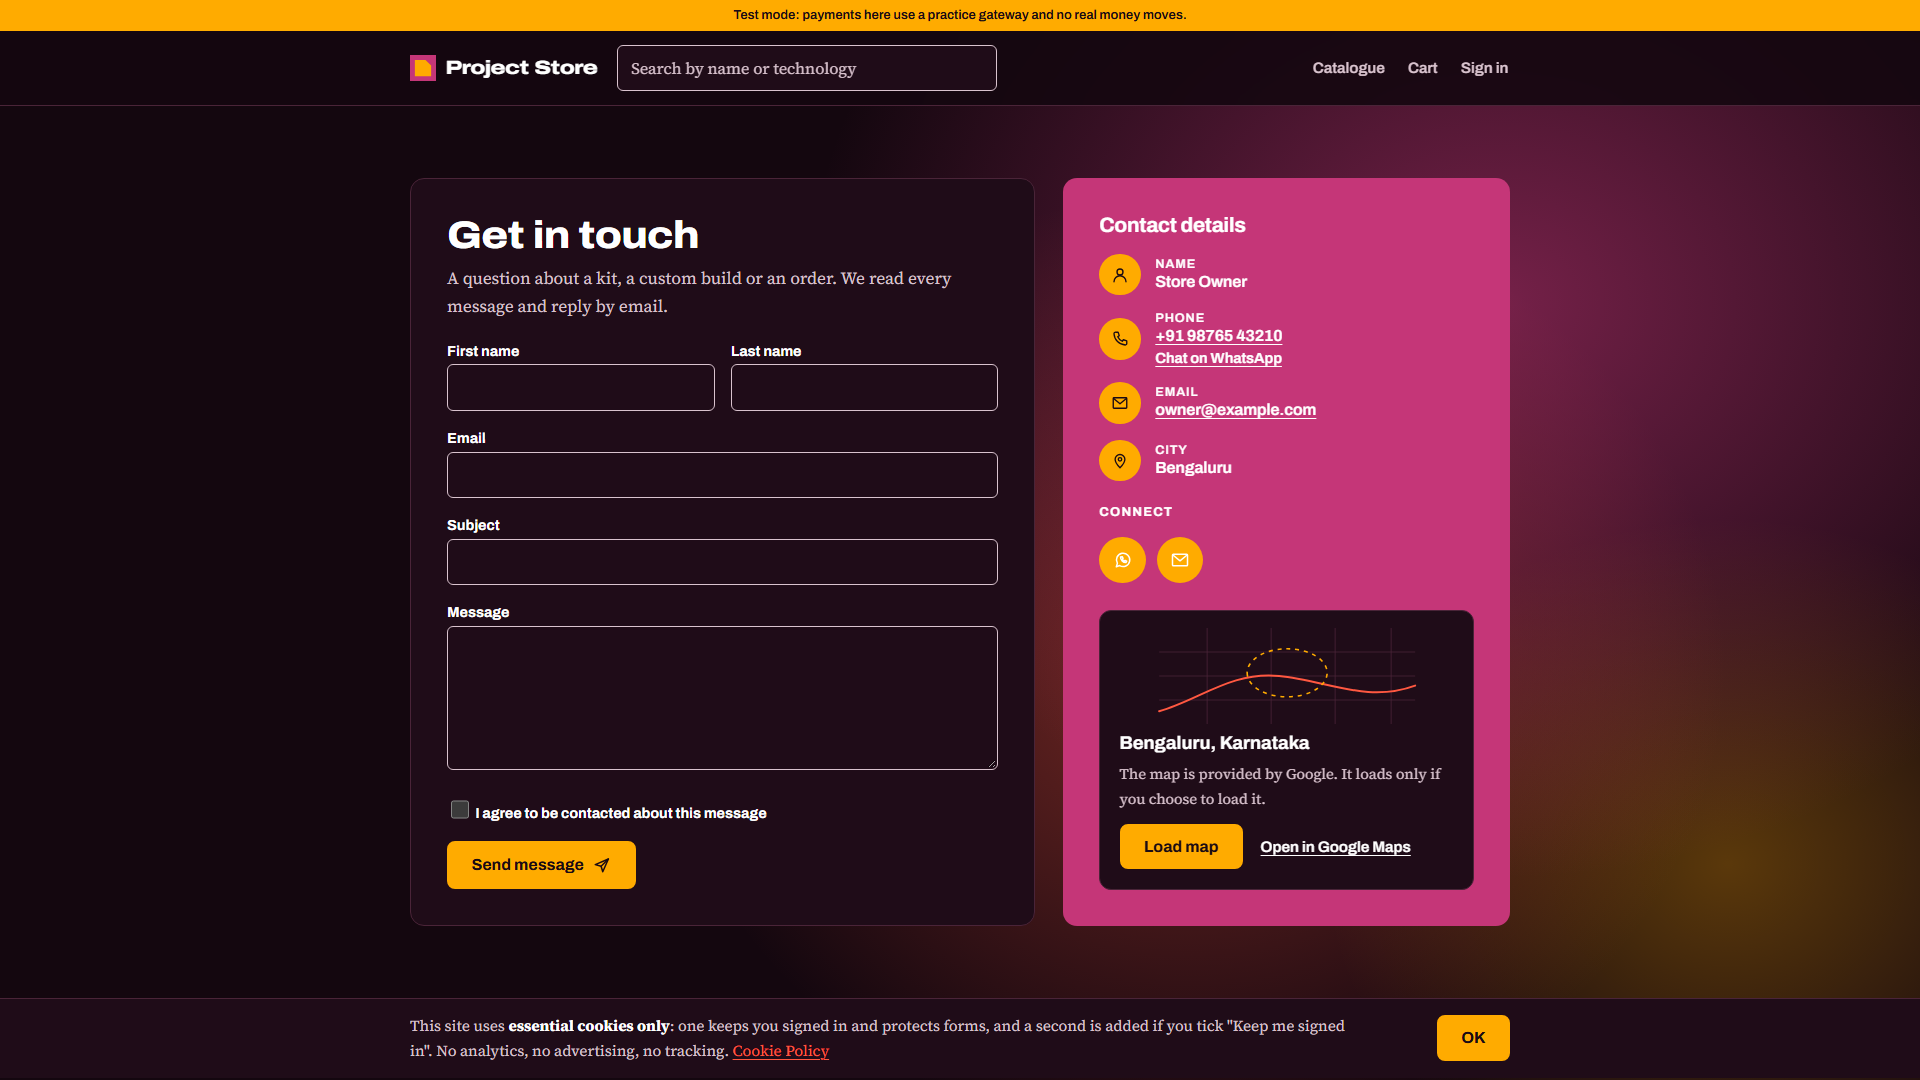 Test mode: payments here use a practice gateway and no real money moves.
Project Store
Search by name or technology
Catalogue
Cart
Sign in
Get in touch
A question about a kit, a custom build or an order. We read every
message and reply by email.
First name
Last name
Email
Subject
Message
I agree to be contacted about this message
Send message
Contact details
NAME
Store Owner
PHONE
+91 98765 43210
Chat on WhatsApp
EMAIL
owner@example.com
CITY
Bengaluru
CONNECT
Bengaluru, Karnataka
The map is provided by Google. It loads only if
you choose to load it.
Load map
Open in Google Maps
This site uses essential cookies only: one keeps you signed in and protects forms, and a second is added if you tick "Keep me signed
in". No analytics, no advertising, no tracking. Cookie Policy
OK